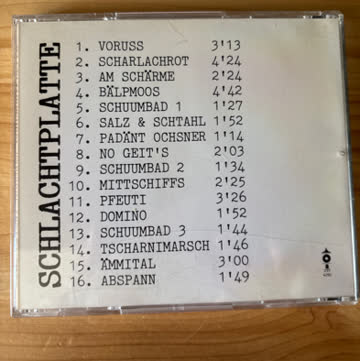 SCHLACHTPLATTE
1. VORUSS 3'13
2. SCHARLACHROT 4'24
3. AM SCHÄRME 2'24
4. BÄLPMOOS 4'42
5. SCHUUMBAD 1 1'27
6. SALZ & SCHTAHL 1'52
7. PADÄNT OCHSNER 1'14
8. NO GEIT'S 2'03
9. SCHUUMBAD 2 1'34
10. MITTSCHIFFS 2'25
11. PFEUTI 3'26
12. DOMINO 1'52
13. SCHUUMBAD 3 1'44
14. TSCHARNIMARSCH 1'46
15. ÄMMITAL 3'00
16. ABSPANN 1'49